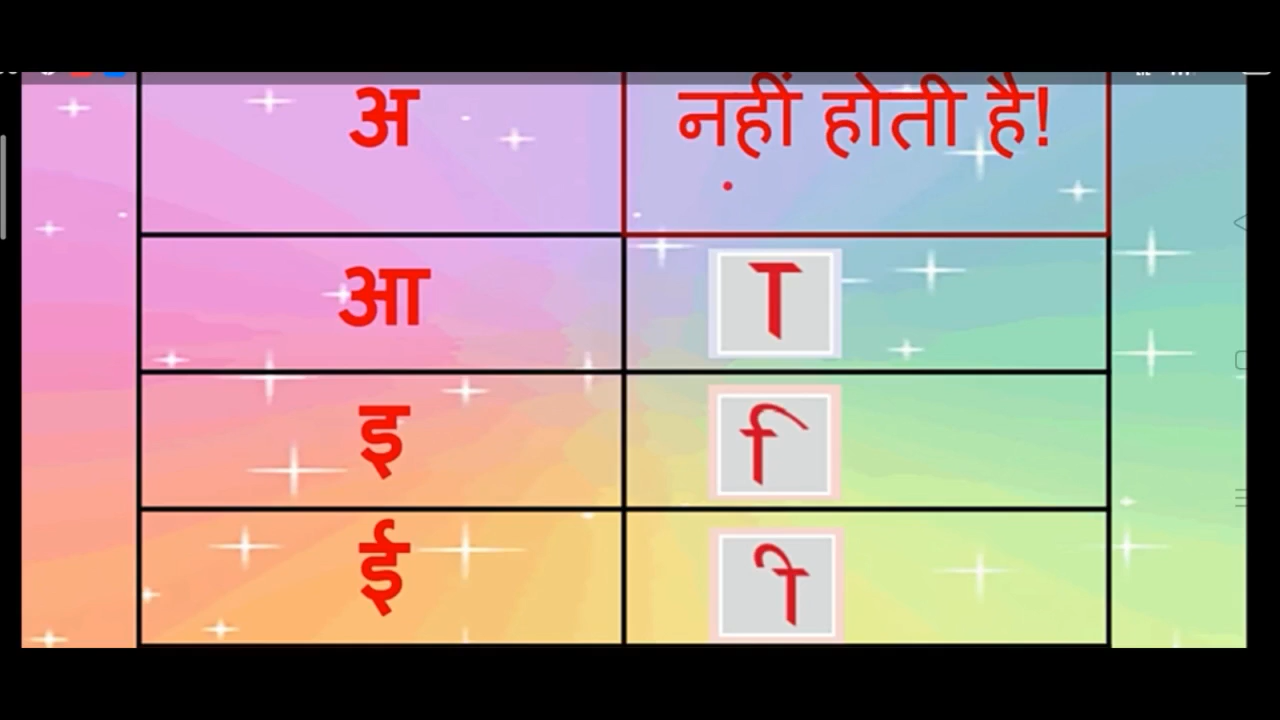 अ नहीं होती है!
आ ा
इ ि
ई ी